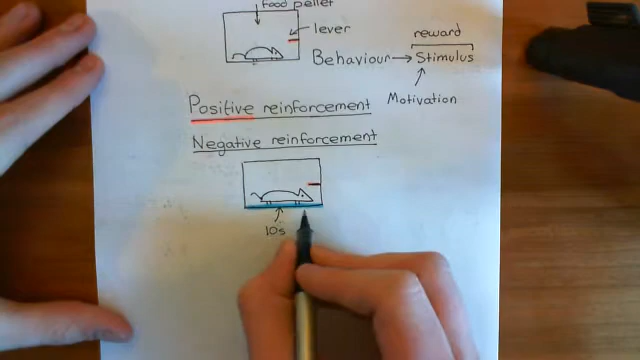 food pellet
lever
reward
Behaviour → Stimulus
Motivation
Positive reinforcement
Negative reinforcement
10s